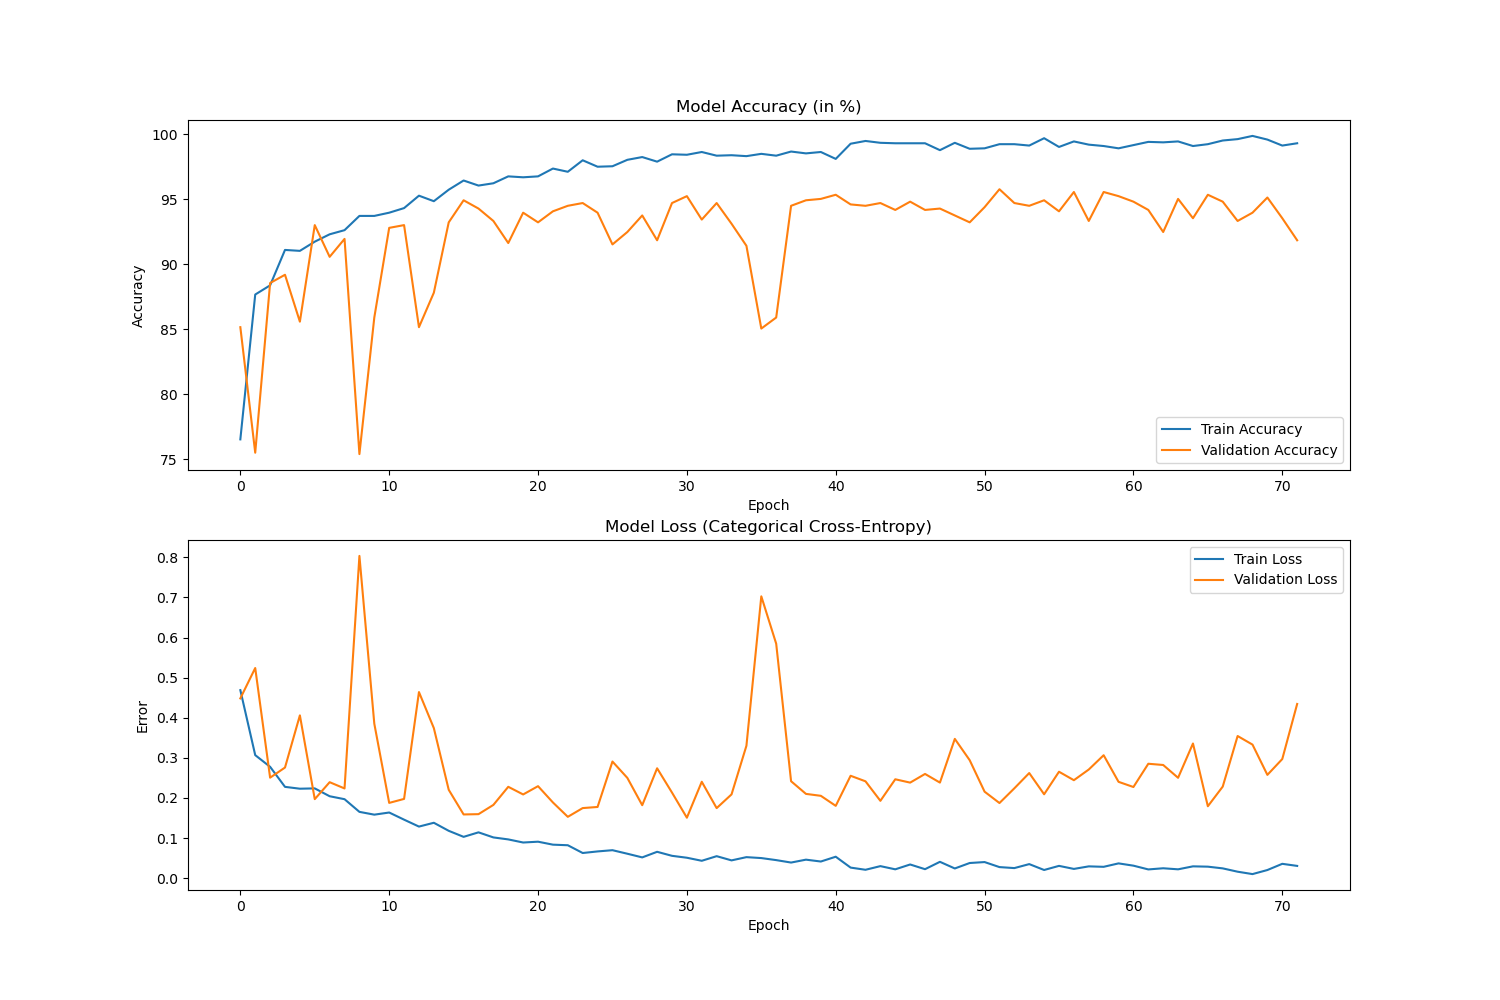 Model Accuracy (in %)
100
95
90
85
80
75
Accuracy
Train Accuracy
Validation Accuracy
0 10 20 30 40 50 60 70
Epoch
Model Loss (Categorical Cross-Entropy)
0.8
0.7
0.6
0.5
0.4
0.3
0.2
0.1
0.0
Error
Train Loss
Validation Loss
0 10 20 30 40 50 60 70
Epoch